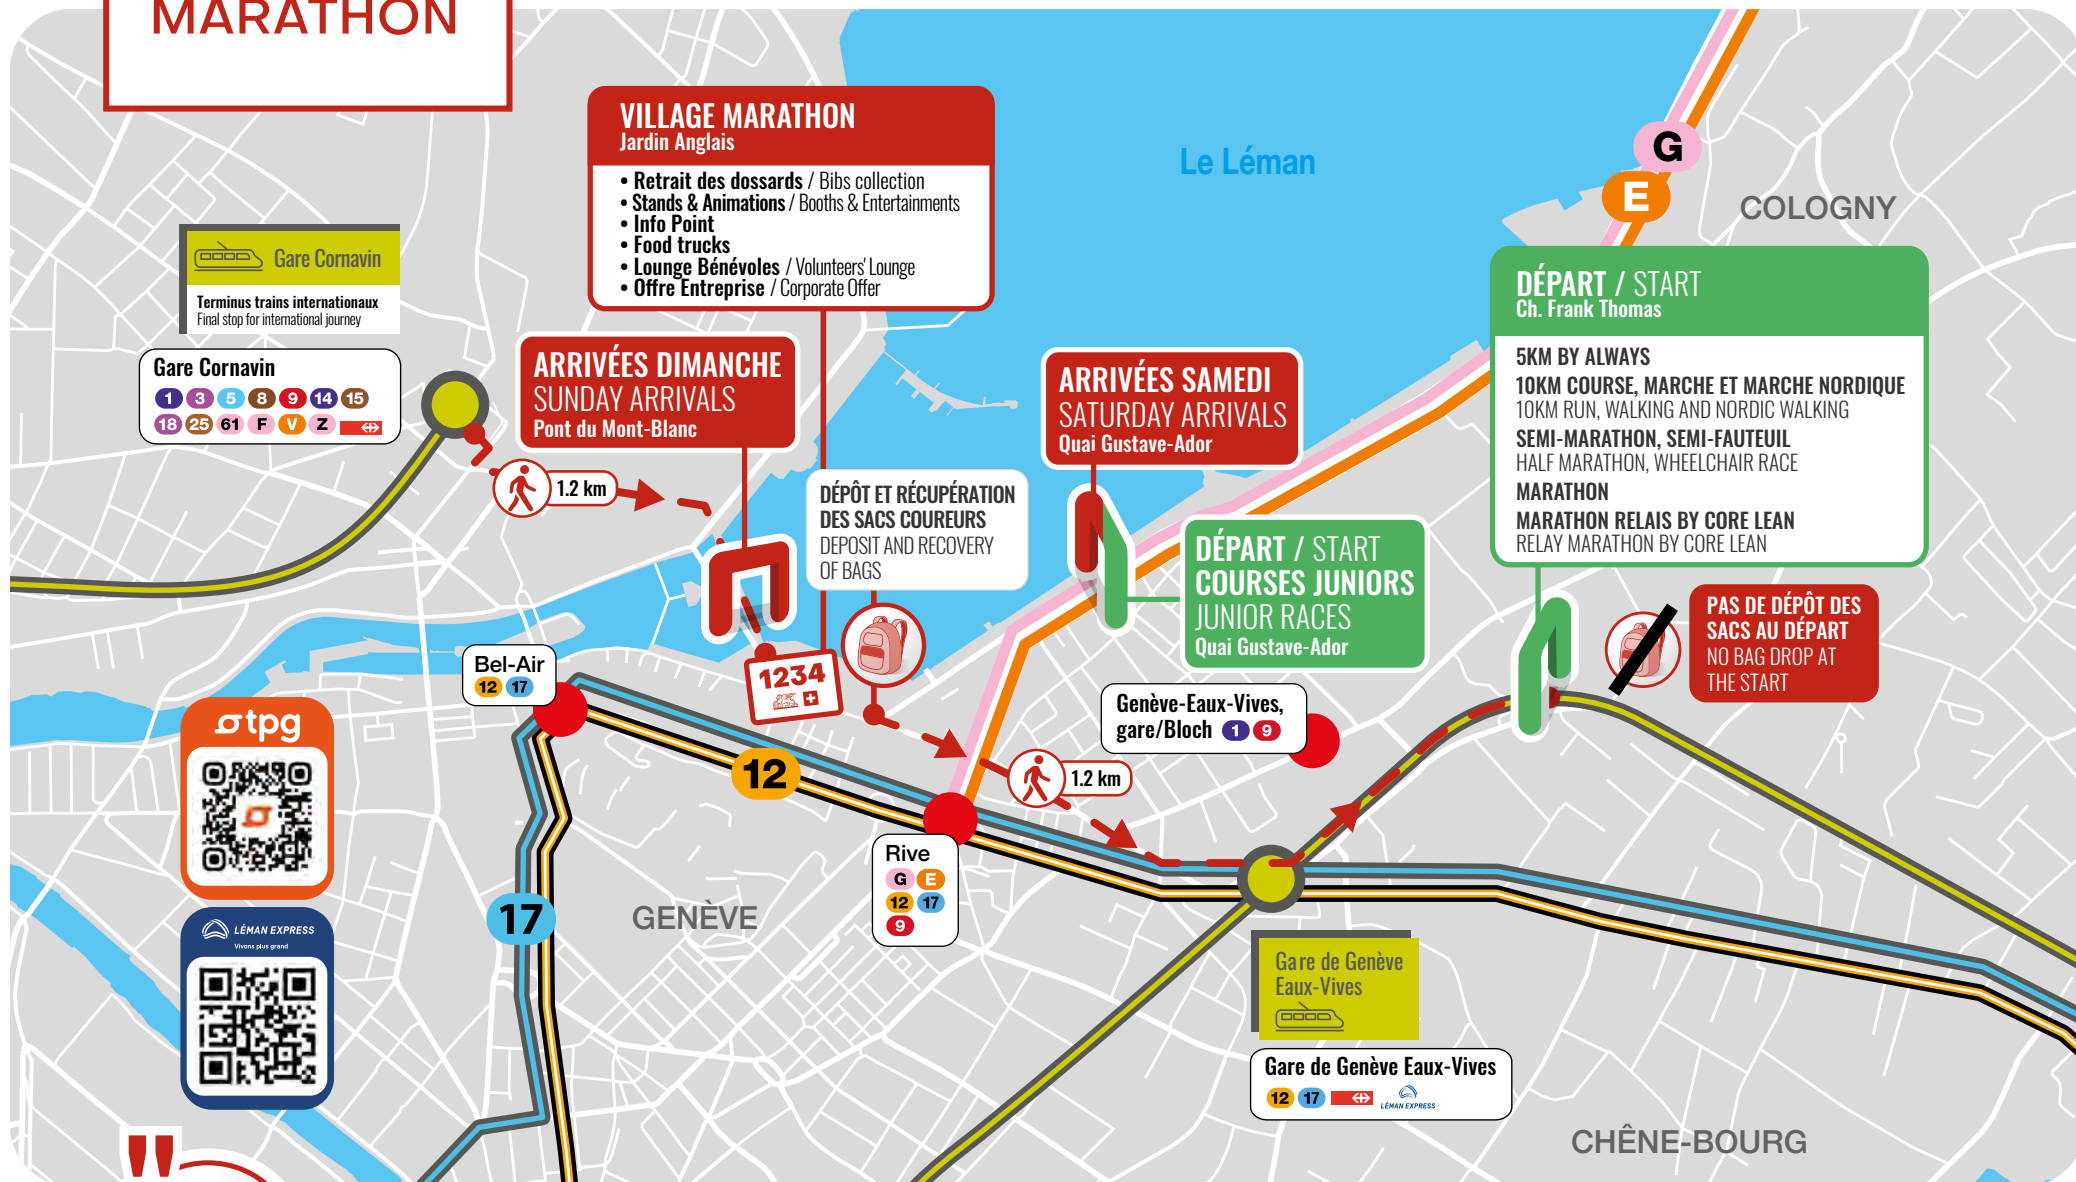 MARATHON
VILLAGE MARATHON
Jardin Anglais
• Retrait des dossards / Bibs collection
• Stands & Animations / Booths & Entertainments
• Info Point
• Food trucks
• Lounge Bénévoles / Volunteers' Lounge
• Offre Entreprise / Corporate Offer
Le Léman
G
E
COLOGNY
Gare Cornavin
Terminus trains internationaux
Final stop for international journey
Gare Cornavin
1 3 5 8 9 14 15
18 25 61 F V Z
ARRIVÉES DIMANCHE
SUNDAY ARRIVALS
Pont du Mont-Blanc
1.2 km
ARRIVÉES SAMEDI
SATURDAY ARRIVALS
Quai Gustave-Ador
DÉPART / START
Ch. Frank Thomas
5KM BY ALWAYS
10KM COURSE, MARCHE ET MARCHE NORDIQUE
10KM RUN, WALKING AND NORDIC WALKING
SEMI-MARATHON, SEMI-FAUTEUIL
HALF MARATHON, WHEELCHAIR RACE
MARATHON
MARATHON RELAIS BY CORE LEAN
RELAY MARATHON BY CORE LEAN
DÉPÔT ET RÉCUPÉRATION
DES SACS COUREURS
DEPOSIT AND RECOVERY
OF BAGS
DÉPART / START
COURSES JUNIORS
JUNIOR RACES
Quai Gustave-Ador
PAS DE DÉPÔT DES
SACS AU DÉPART
NO BAG DROP AT
THE START
Bel-Air
12 17
1234
Genève-Eaux-Vives,
gare/Bloch 1 9
tpg
12
1.2 km
Rive
G E
12 17
9
17
GENÈVE
LÉMAN EXPRESS
Vivons plus grand
Gare de Genève
Eaux-Vives
Gare de Genève Eaux-Vives
12 17
LÉMAN EXPRESS
CHÊNE-BOURG